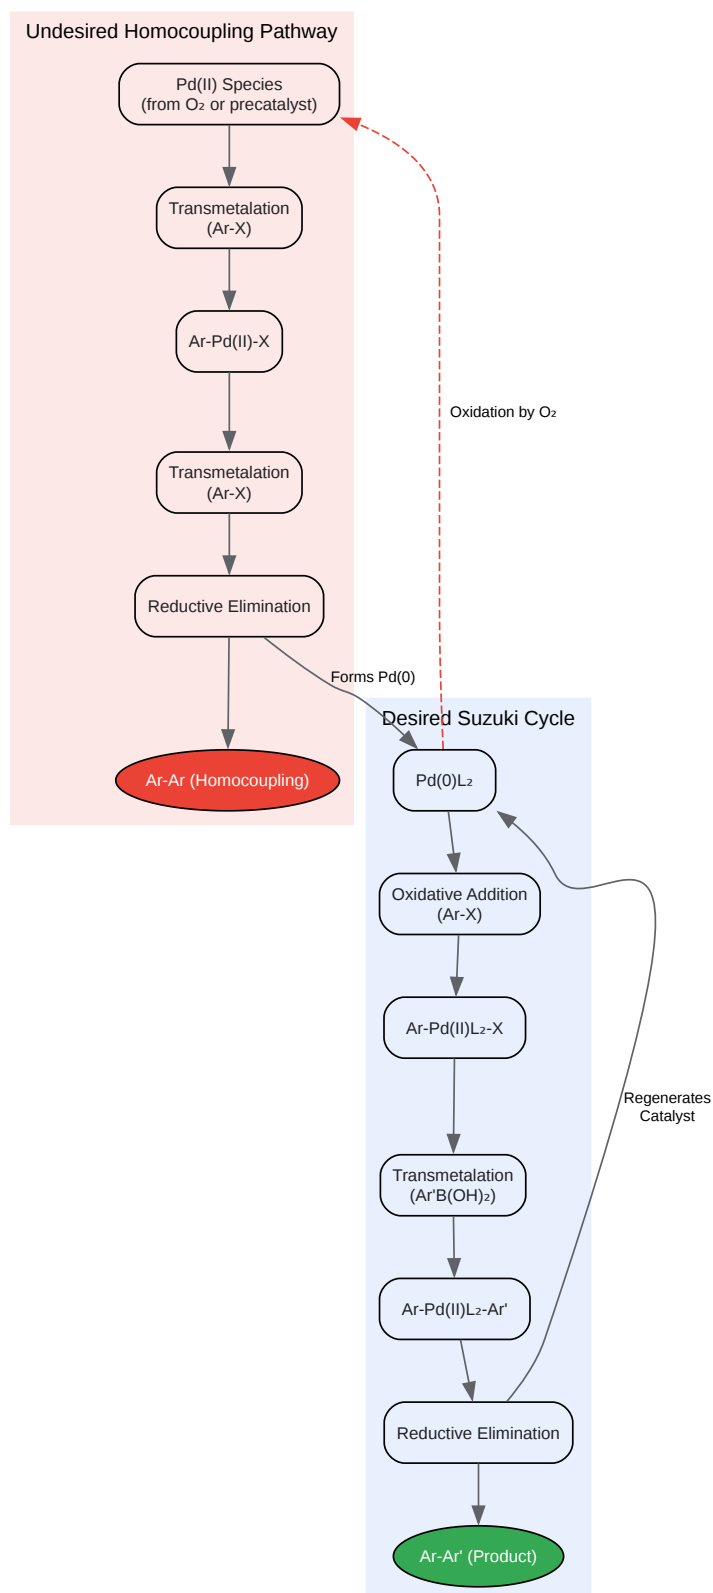 Undesired Homocoupling Pathway
Pd(II) Species
(from O₂ or precatalyst)
Transmetalation
(Ar-X)
Ar-Pd(II)-X
Oxidation by O₂
Transmetalation
(Ar-X)
Reductive Elimination
Forms Pd(0)
Ar-Ar (Homocoupling)
Desired Suzuki Cycle
Pd(0)L₂
Oxidative Addition
(Ar-X)
Ar-Pd(II)L₂-X
Regenerates
Catalyst
Transmetalation
(Ar'B(OH)₂)
Ar-Pd(II)L₂-Ar'
Reductive Elimination
Ar-Ar' (Product)